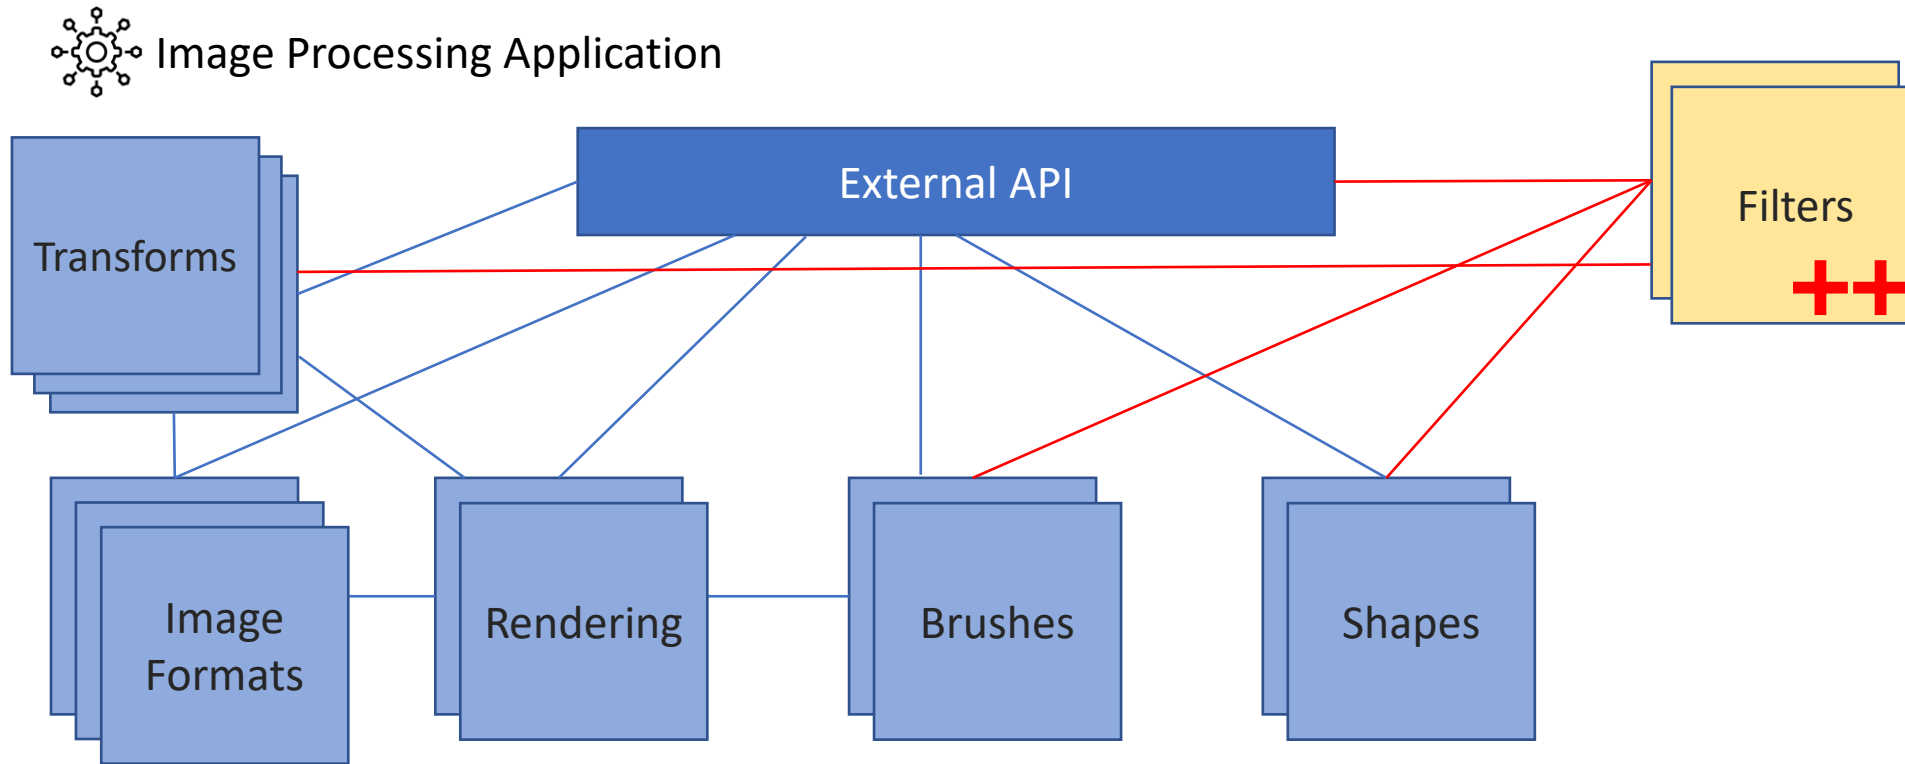 Image Processing Application
External API
Transforms
Filters
++
Image
Formats
Rendering
Brushes
Shapes